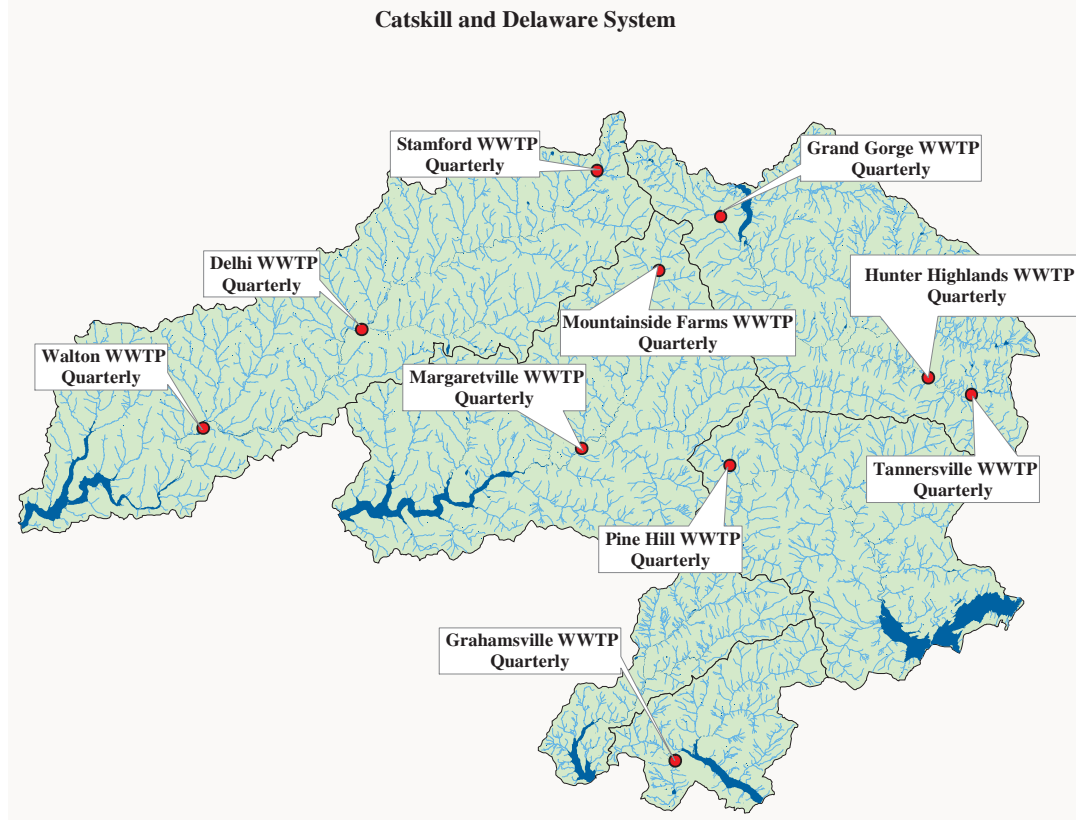 Catskill and Delaware System
Stamford WWTP
Quarterly
Grand Gorge WWTP
Quarterly
Delhi WWTP
Quarterly
Hunter Highlands WWTP
Quarterly
Mountainside Farms WWTP
Quarterly
Walton WWTP
Quarterly
Margaretville WWTP
Quarterly
Tannersville WWTP
Quarterly
Pine Hill WWTP
Quarterly
Grahamsville WWTP
Quarterly